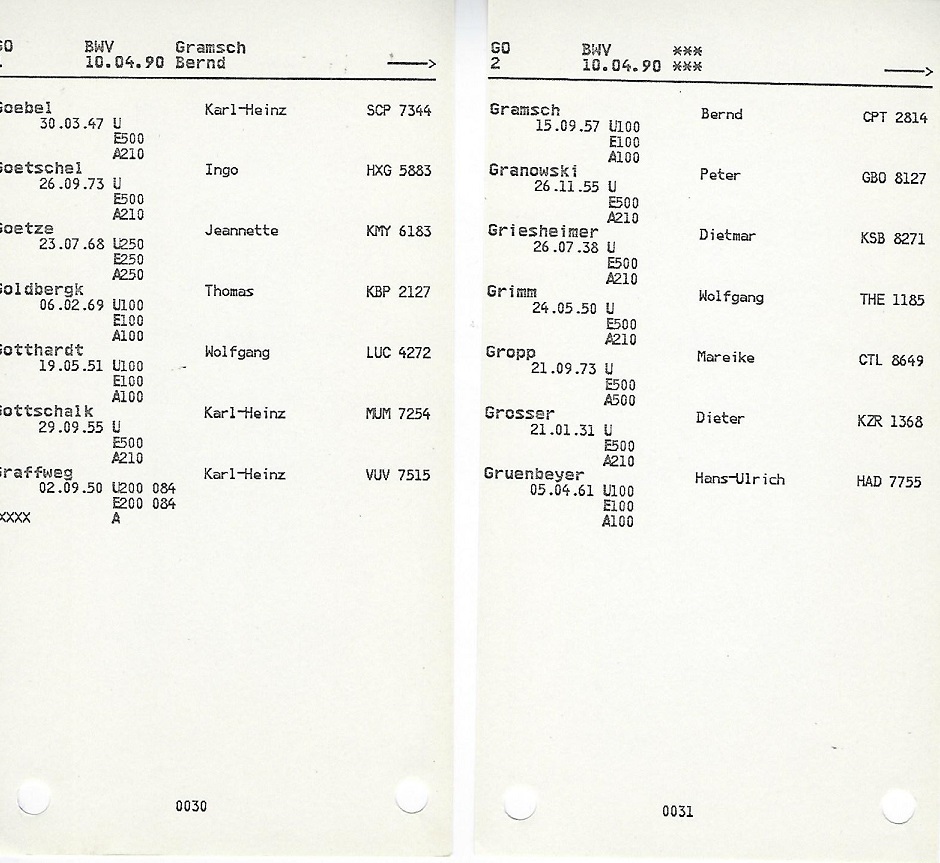 GO BWV Gramsch
10.04.90 Bernd
Goebel Karl-Heinz SCP 7344
30.03.47 U
E500
A210
Goetschel Ingo HXG 5883
26.09.73 U
E500
A210
Goetze Jeannette KMY 6183
23.07.68 U250
E250
A250
Goldbergk Thomas KBP 2127
06.02.69 U100
E100
A100
Gotthardt Wolfgang LUC 4272
19.05.51 U100
E100
A100
Gottschalk Karl-Heinz MUM 7254
29.09.55 U
E500
A210
Graffweg Karl-Heinz VUV 7515
02.09.50 U200 084
E200 084
XXXX A
0030
GO BWV ***
2 10.04.90 ***
Gramsch Bernd CPT 2814
15.09.57 U100
E100
A100
Granowski Peter GBO 8127
26.11.55 U
E500
A210
Griesheimer Dietmar KSB 8271
26.07.38 U
E500
A210
Grimm Wolfgang THE 1185
24.05.50 U
E500
A210
Gropp Mareike CTL 8649
21.09.73 U
E500
A500
Grosser Dieter KZR 1368
21.01.31 U
E500
A210
Gruenbeyer Hans-Ulrich HAD 7755
05.04.61 U100
E100
A100
0031